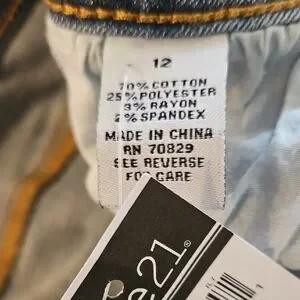 12
70% COTTON
25% POLYESTER
3% RAYON
2% SPANDEX
MADE IN CHINA
RN 70829
SEE REVERSE
FOR CARE
e21®